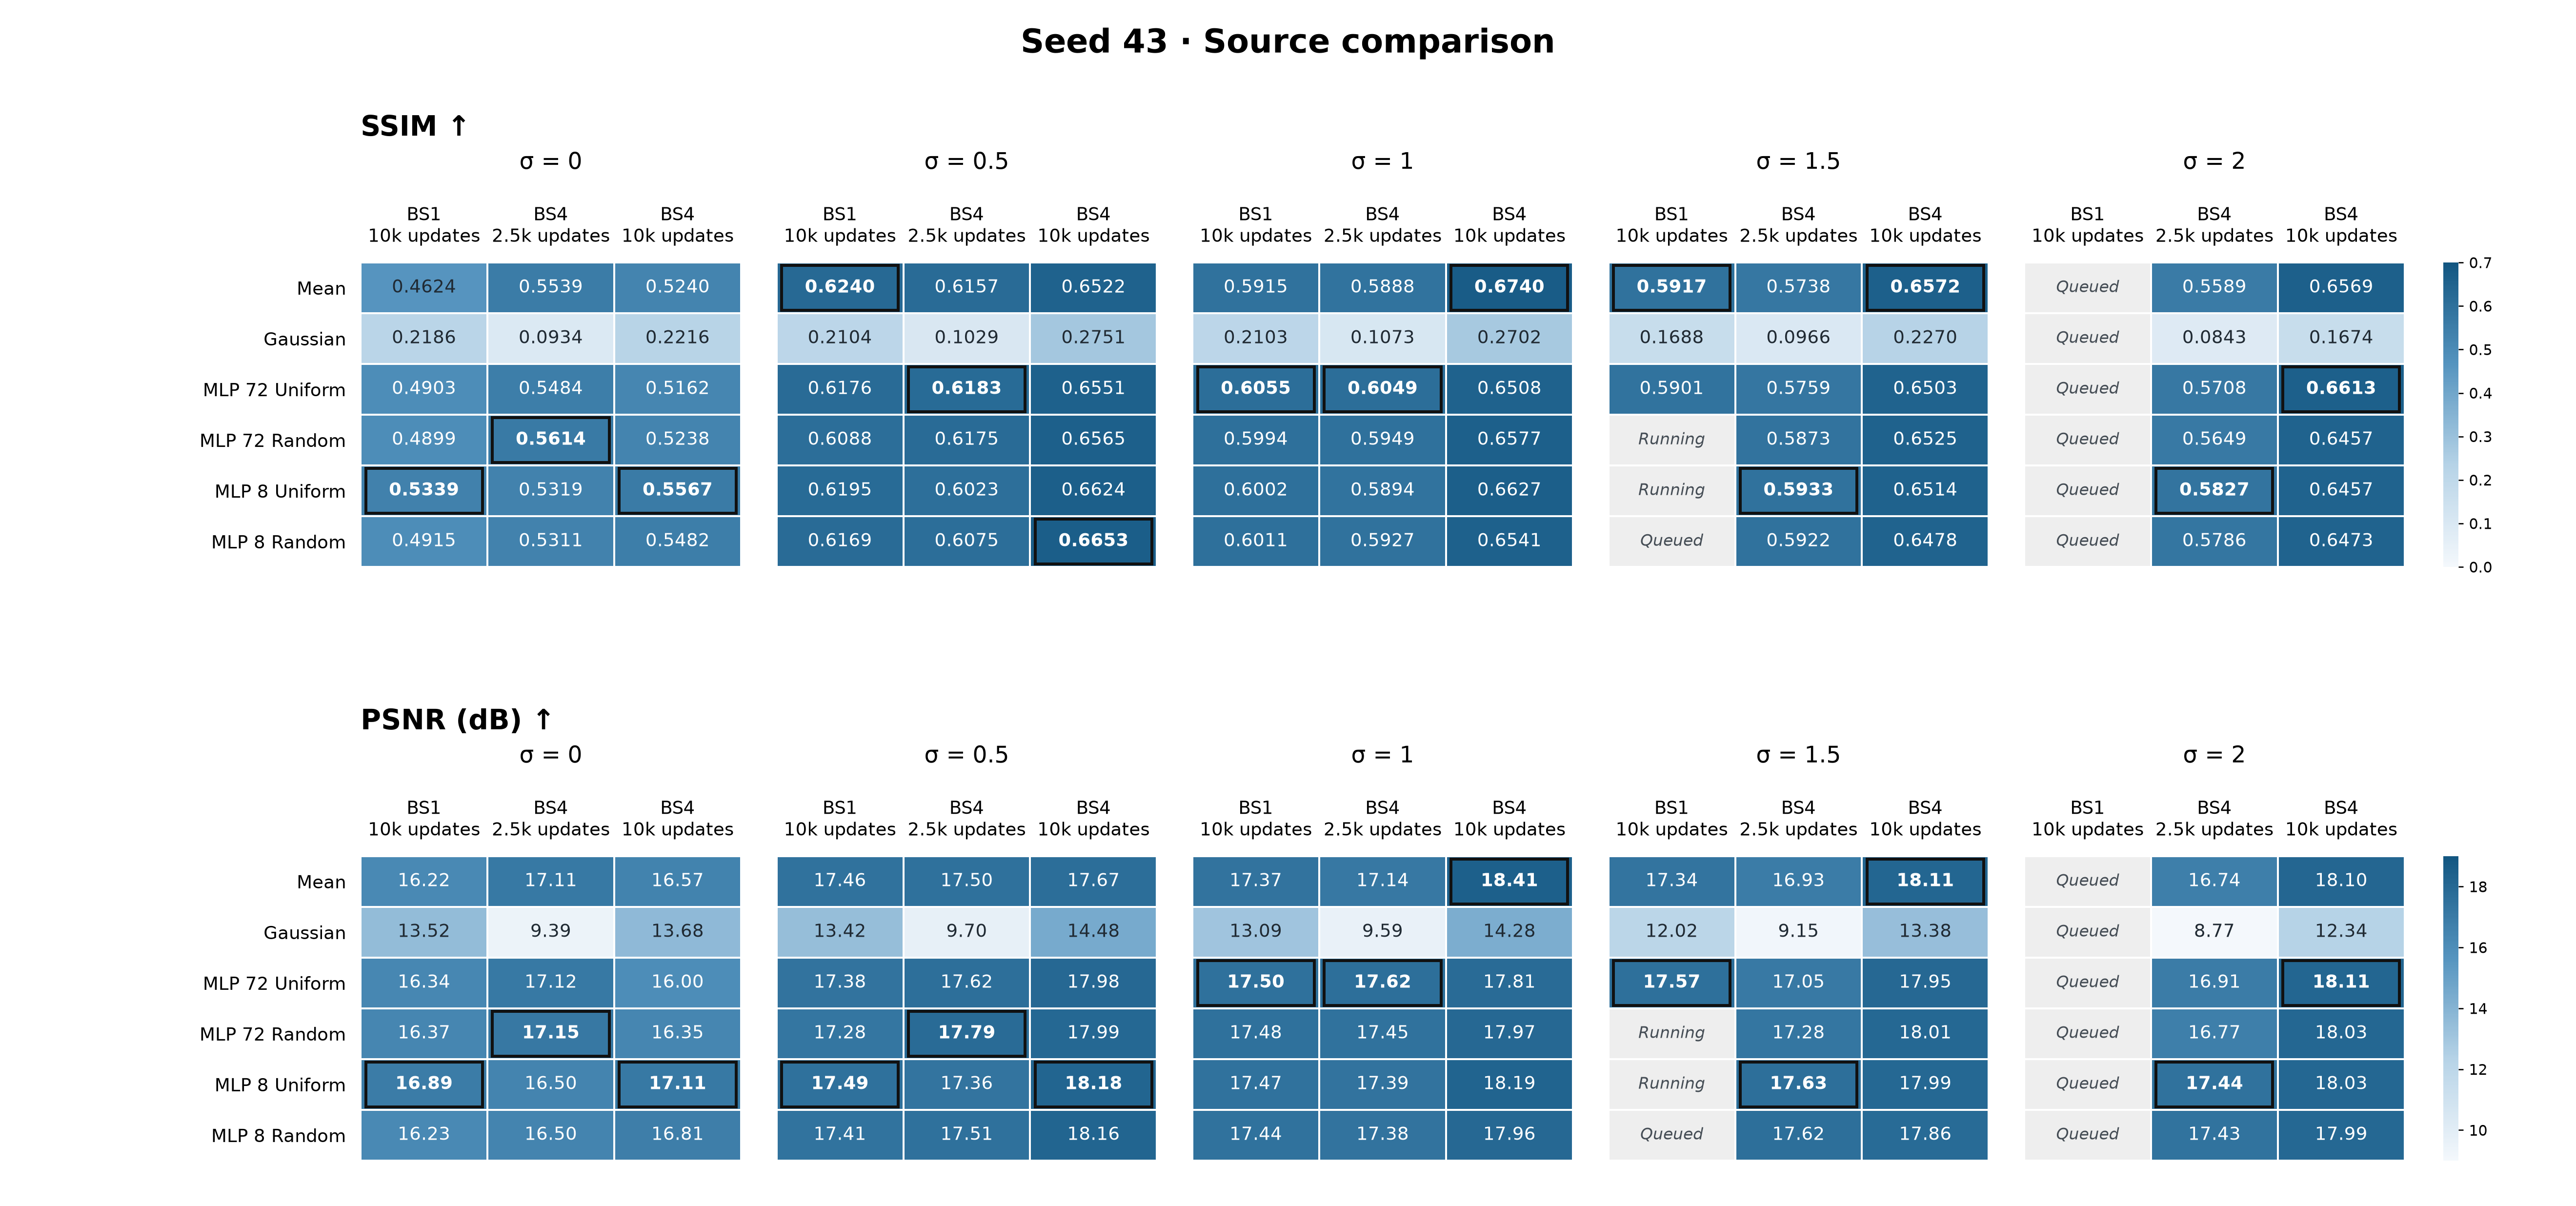 Seed 43 · Source comparison
SSIM ↑
σ = 0 σ = 0.5 σ = 1 σ = 1.5 σ = 2
BS1 BS4 BS4 BS1 BS4 BS4 BS1 BS4 BS4 BS1 BS4 BS4 BS1 BS4 BS4
10k updates 2.5k updates 10k updates 10k updates 2.5k updates 10k updates 10k updates 2.5k updates 10k updates 10k updates 2.5k updates 10k updates 10k updates 2.5k updates 10k updates
Mean 0.4624 0.5539 0.5240 0.6240 0.6157 0.6522 0.5915 0.5888 0.6740 0.5917 0.5738 0.6572 Queued 0.5589 0.6569
Gaussian 0.2186 0.0934 0.2216 0.2104 0.1029 0.2751 0.2103 0.1073 0.2702 0.1688 0.0966 0.2270 Queued 0.0843 0.1674
MLP 72 Uniform 0.4903 0.5484 0.5162 0.6176 0.6183 0.6551 0.6055 0.6049 0.6508 0.5901 0.5759 0.6503 Queued 0.5708 0.6613
MLP 72 Random 0.4899 0.5614 0.5238 0.6088 0.6175 0.6565 0.5994 0.5949 0.6577 Running 0.5873 0.6525 Queued 0.5649 0.6457
MLP 8 Uniform 0.5339 0.5319 0.5567 0.6195 0.6023 0.6624 0.6002 0.5894 0.6627 Running 0.5933 0.6514 Queued 0.5827 0.6457
MLP 8 Random 0.4915 0.5311 0.5482 0.6169 0.6075 0.6653 0.6011 0.5927 0.6541 Queued 0.5922 0.6478 Queued 0.5786 0.6473
0.7
0.6
0.5
0.4
0.3
0.2
0.1
0.0
PSNR (dB) ↑
σ = 0 σ = 0.5 σ = 1 σ = 1.5 σ = 2
BS1 BS4 BS4 BS1 BS4 BS4 BS1 BS4 BS4 BS1 BS4 BS4 BS1 BS4 BS4
10k updates 2.5k updates 10k updates 10k updates 2.5k updates 10k updates 10k updates 2.5k updates 10k updates 10k updates 2.5k updates 10k updates 10k updates 2.5k updates 10k updates
Mean 16.22 17.11 16.57 17.46 17.50 17.67 17.37 17.14 18.41 17.34 16.93 18.11 Queued 16.74 18.10
Gaussian 13.52 9.39 13.68 13.42 9.70 14.48 13.09 9.59 14.28 12.02 9.15 13.38 Queued 8.77 12.34
MLP 72 Uniform 16.34 17.12 16.00 17.38 17.62 17.98 17.50 17.62 17.81 17.57 17.05 17.95 Queued 16.91 18.11
MLP 72 Random 16.37 17.15 16.35 17.28 17.79 17.99 17.48 17.45 17.97 Running 17.28 18.01 Queued 16.77 18.03
MLP 8 Uniform 16.89 16.50 17.11 17.49 17.36 18.18 17.47 17.39 18.19 Running 17.63 17.99 Queued 17.44 18.03
MLP 8 Random 16.23 16.50 16.81 17.41 17.51 18.16 17.44 17.38 17.96 Queued 17.62 17.86 Queued 17.43 17.99
18
16
14
12
10